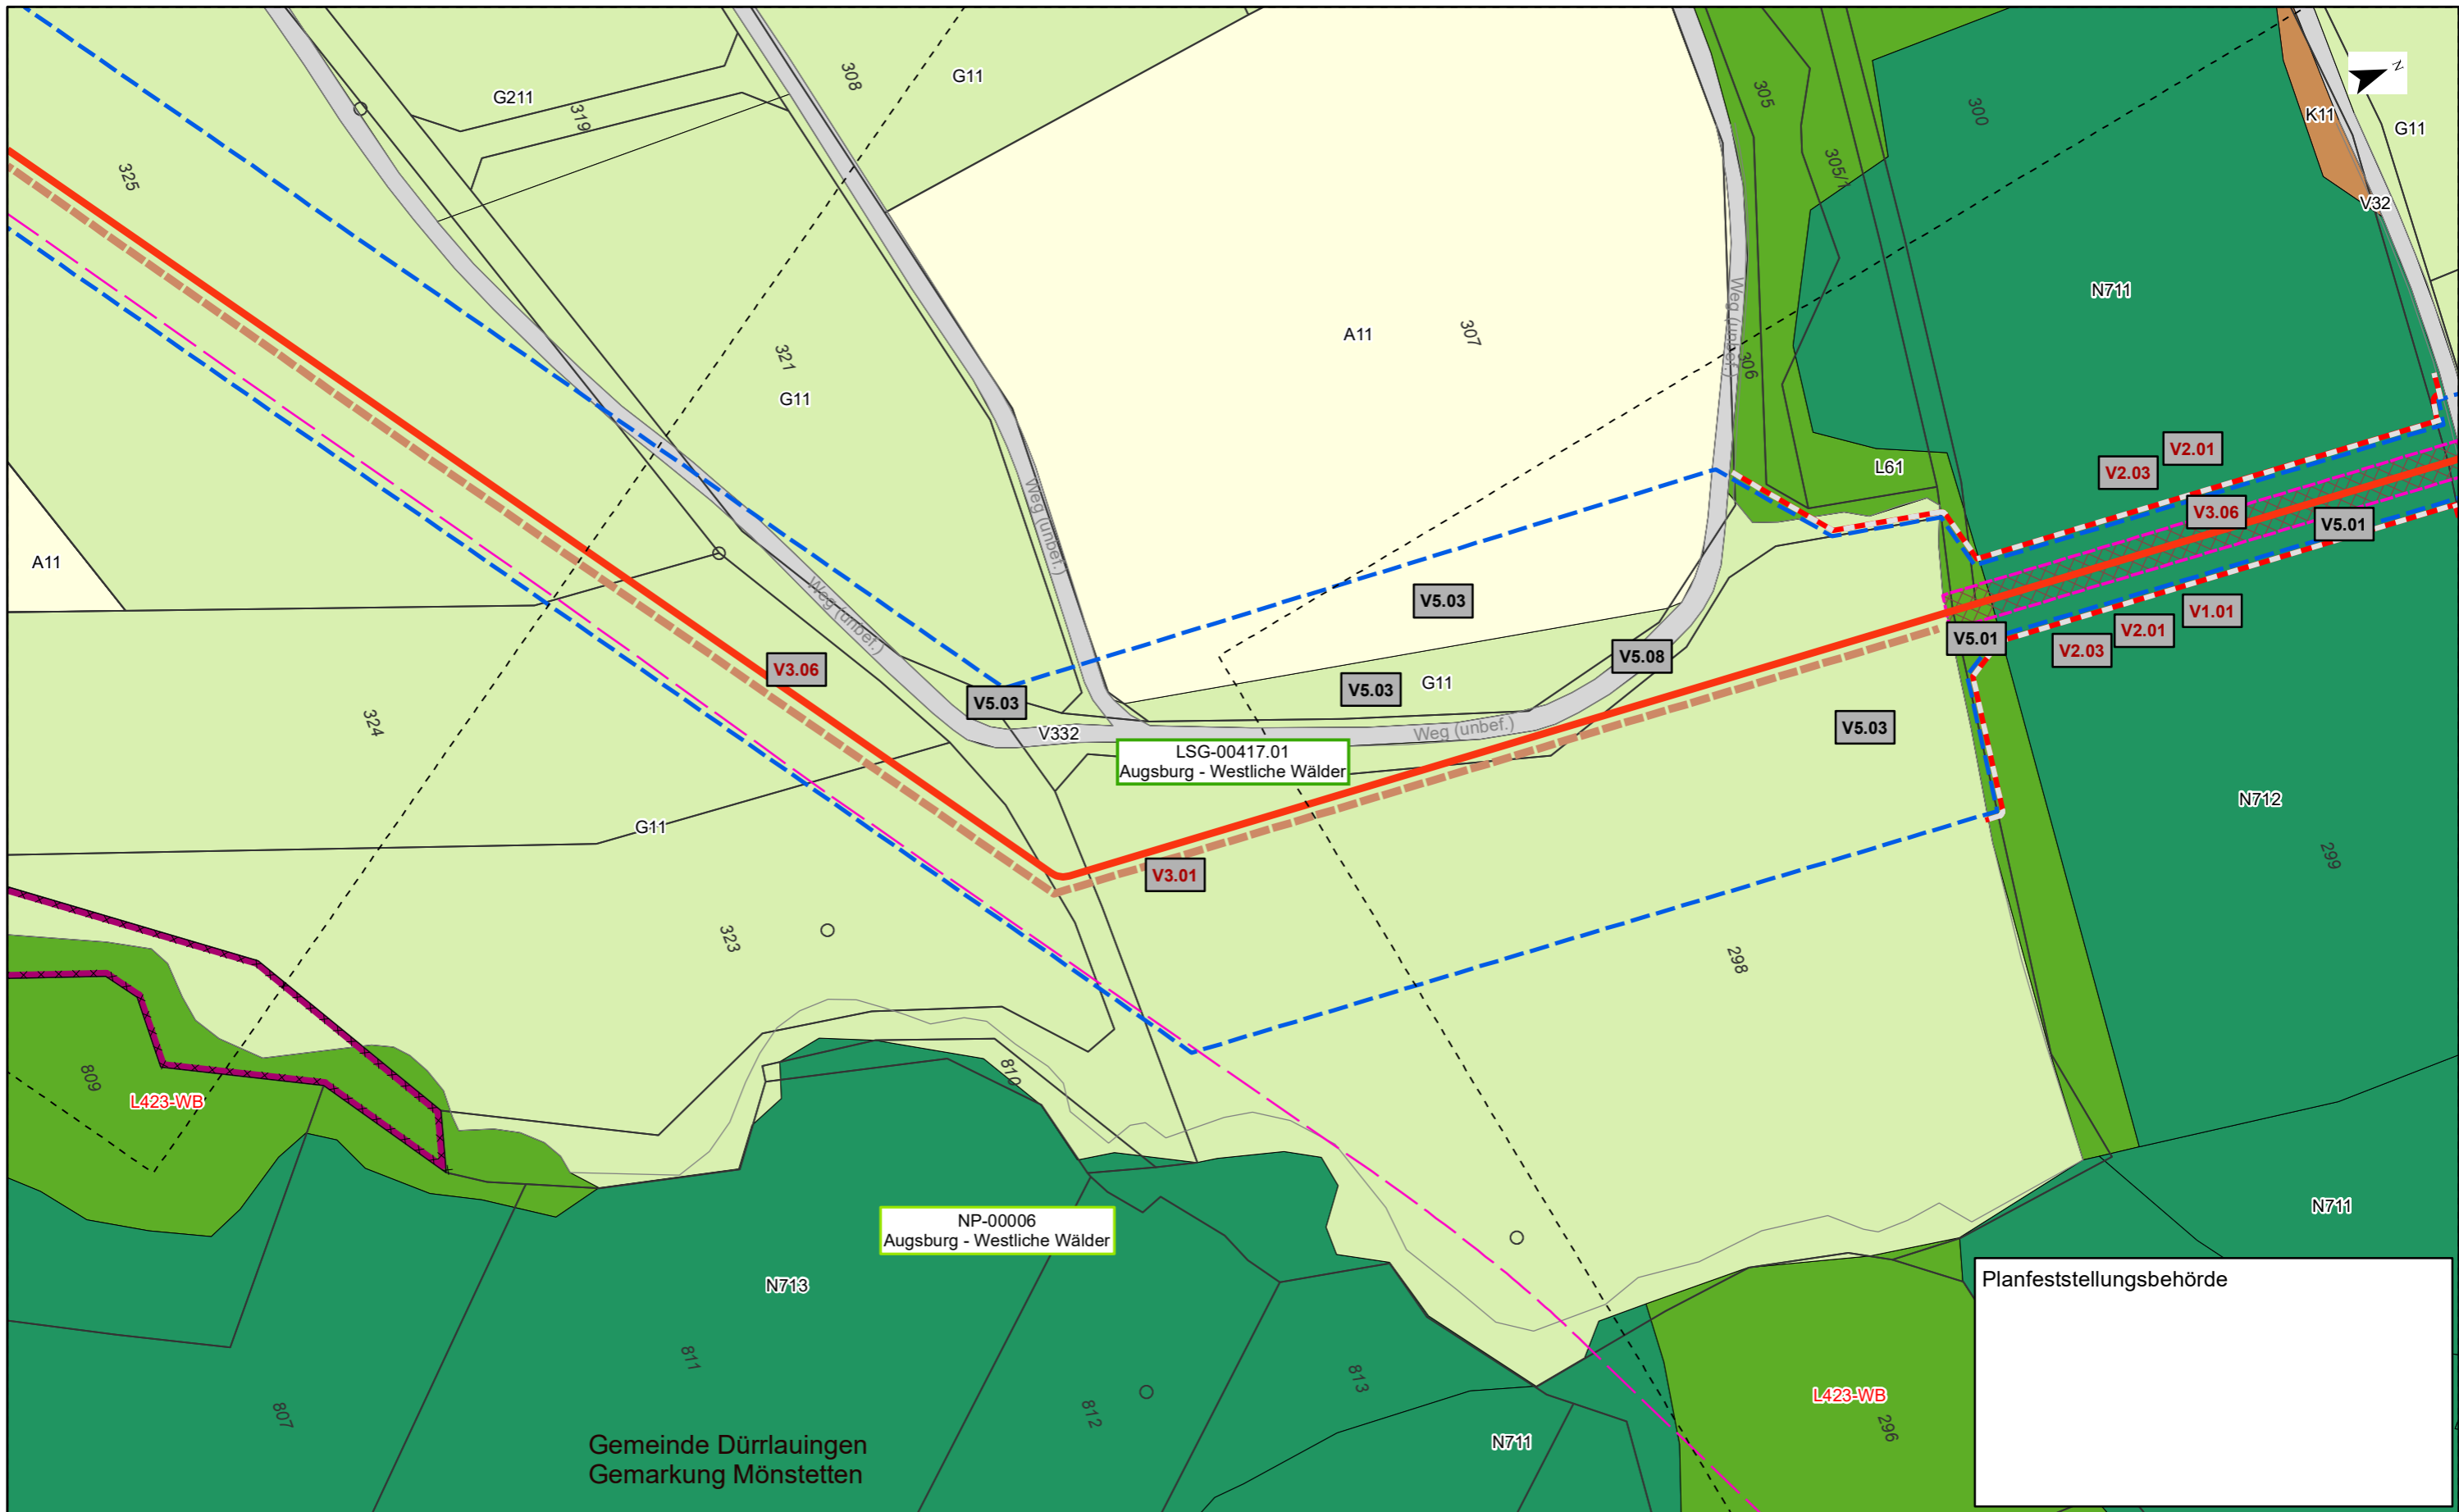 308
G11
G211
319
305
300
N
K11
G11
305/1
325
V32
N711
A11
307
Weg (unbef.)
306
321
G11
V2.01
L61
V2.03
V3.06
V5.01
Weg (unbef.)
A11
V5.03
Weg (unbef.)
V1.01
V2.01
V5.01
V2.03
V5.08
V3.06
V5.03
G11
V5.03
324
V332
Weg (unbef.)
V5.03
LSG-00417.01
Augsburg - Westliche Wälder
N712
G11
299
V3.01
323
298
810
809
L423-WB
N711
NP-00006
Augsburg - Westliche Wälder
N713
Planfeststellungsbehörde
811
813
L423-WB
807
812
296
N711
Gemeinde Dürrlauingen
Gemarkung Mönstetten